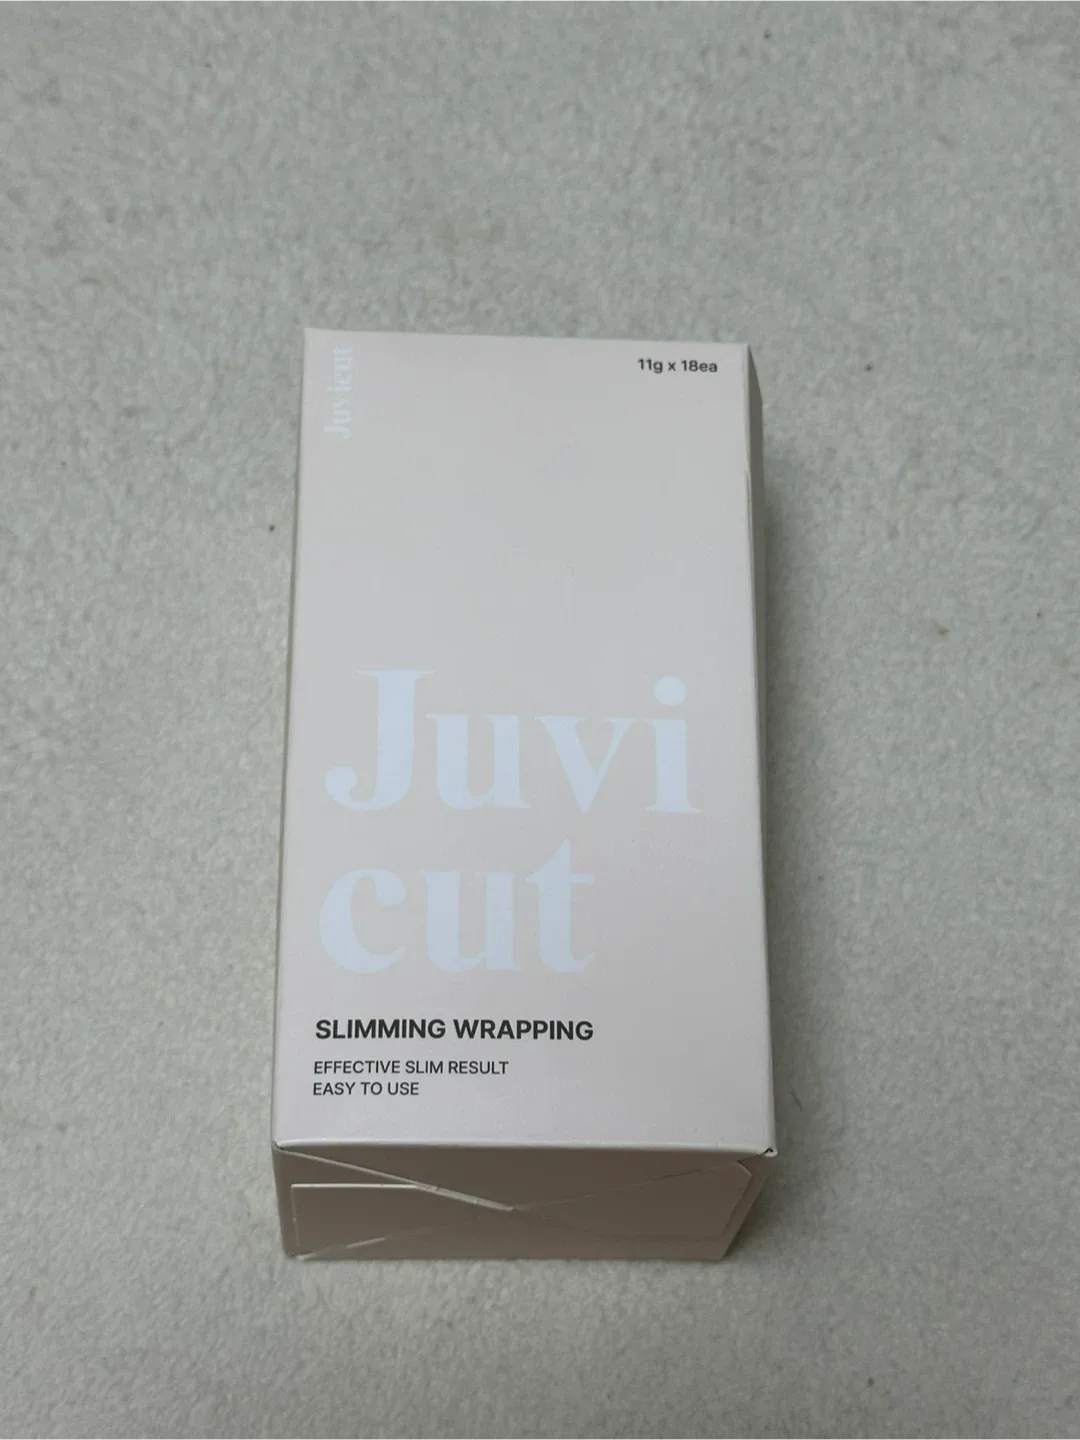 Juvicut
11g x 18ea
Juvi
cut
SLIMMING WRAPPING
EFFECTIVE SLIM RESULT
EASY TO USE